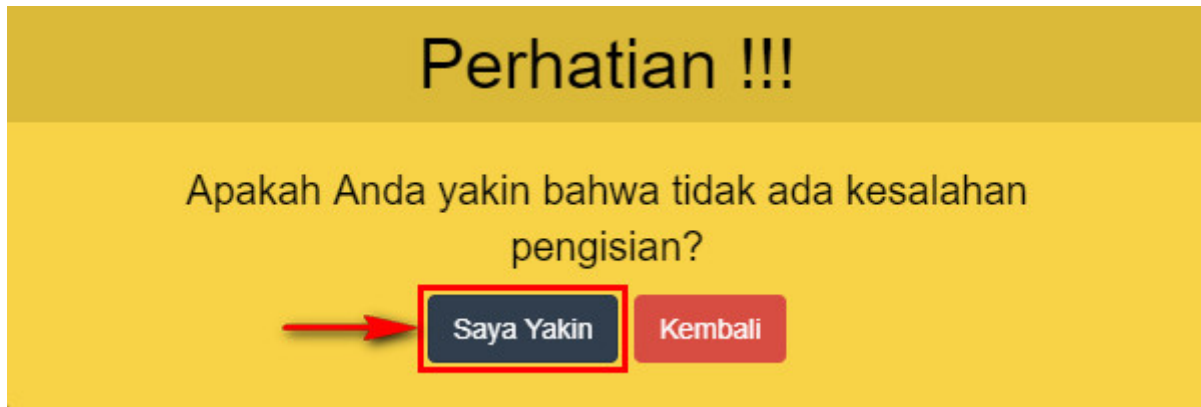 Perhatian !!!
Apakah Anda yakin bahwa tidak ada kesalahan
pengisian?
Saya Yakin
Kembali